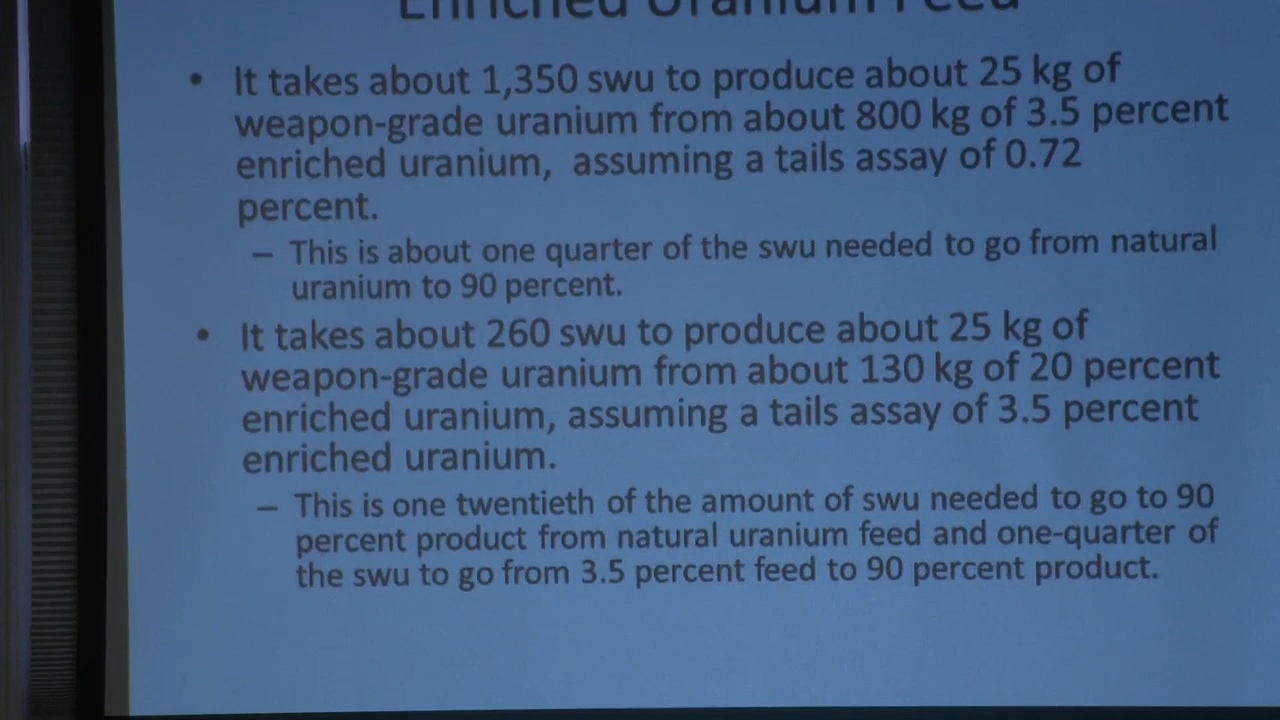 Enriched Uranium Feed
• It takes about 1,350 swu to produce about 25 kg of
weapon-grade uranium from about 800 kg of 3.5 percent
enriched uranium, assuming a tails assay of 0.72
percent.
– This is about one quarter of the swu needed to go from natural
uranium to 90 percent.
• It takes about 260 swu to produce about 25 kg of
weapon-grade uranium from about 130 kg of 20 percent
enriched uranium, assuming a tails assay of 3.5 percent
enriched uranium.
– This is one twentieth of the amount of swu needed to go to 90
percent product from natural uranium feed and one-quarter of
the swu to go from 3.5 percent feed to 90 percent product.